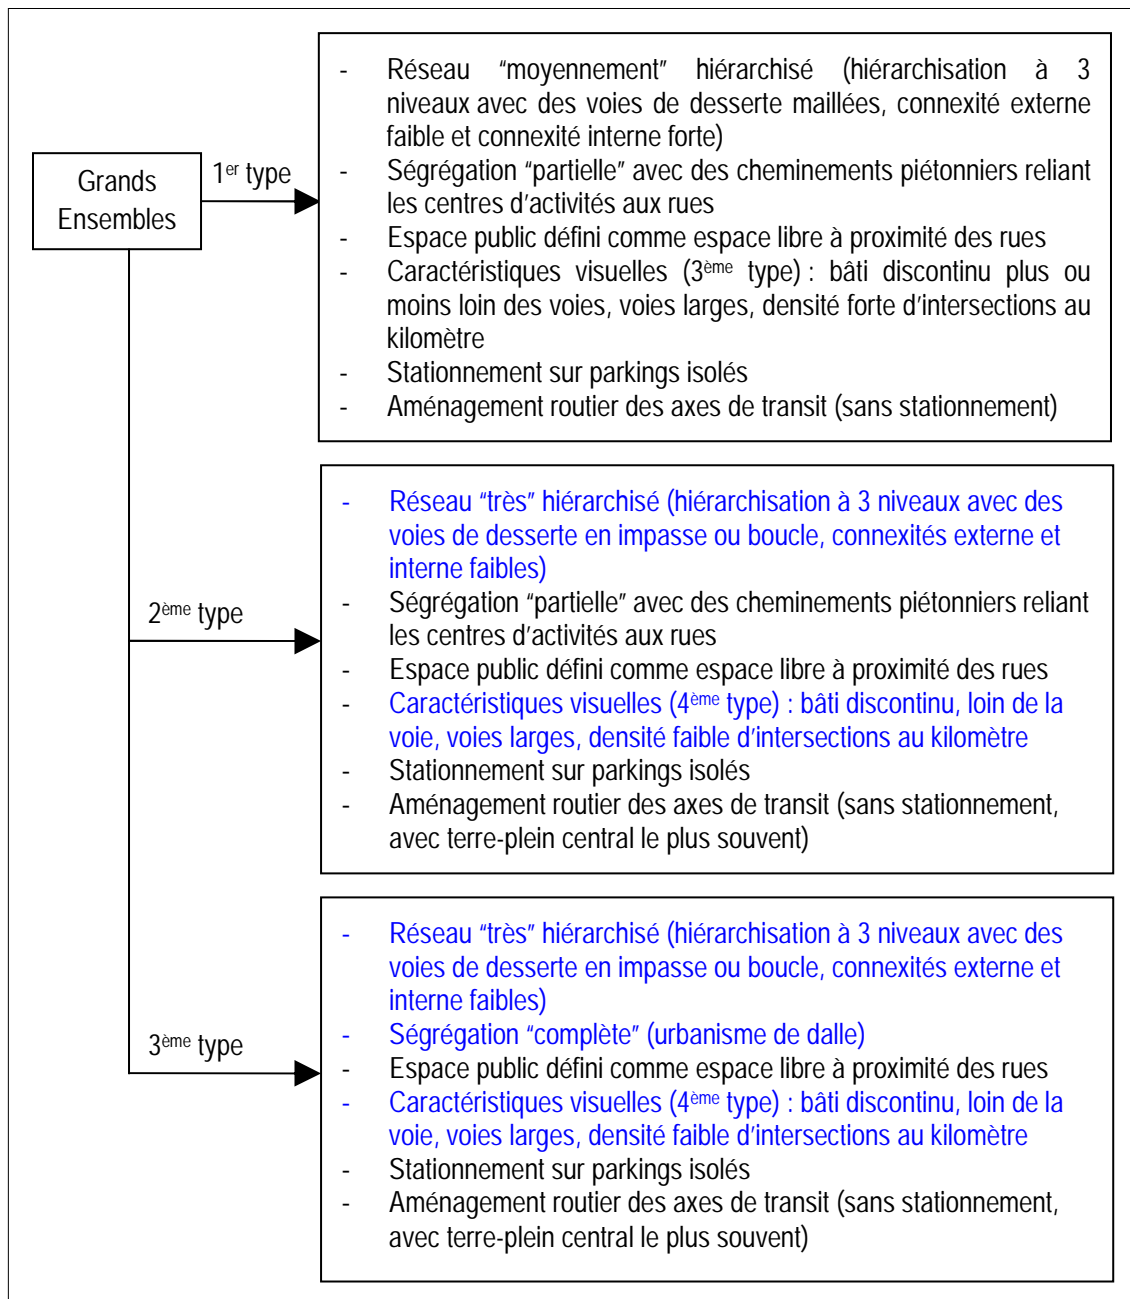 Grands
Ensembles
1er type
- Réseau “moyennement” hiérarchisé (hiérarchisation à 3
niveaux avec des voies de desserte maillées, connexité externe
faible et connexité interne forte)
- Ségrégation “partielle” avec des cheminements piétonniers reliant
les centres d’activités aux rues
- Espace public défini comme espace libre à proximité des rues
- Caractéristiques visuelles (3ème type) : bâti discontinu plus ou
moins loin des voies, voies larges, densité forte d’intersections au
kilomètre
- Stationnement sur parkings isolés
- Aménagement routier des axes de transit (sans stationnement)
2ème type
- Réseau “très” hiérarchisé (hiérarchisation à 3 niveaux avec des
voies de desserte en impasse ou boucle, connexités externe et
interne faibles)
- Ségrégation “partielle” avec des cheminements piétonniers reliant
les centres d’activités aux rues
- Espace public défini comme espace libre à proximité des rues
- Caractéristiques visuelles (4ème type) : bâti discontinu, loin de la
voie, voies larges, densité faible d’intersections au kilomètre
- Stationnement sur parkings isolés
- Aménagement routier des axes de transit (sans stationnement,
avec terre-plein central le plus souvent)
3ème type
- Réseau “très” hiérarchisé (hiérarchisation à 3 niveaux avec des
voies de desserte en impasse ou boucle, connexités externe et
interne faibles)
- Ségrégation “complète” (urbanisme de dalle)
- Espace public défini comme espace libre à proximité des rues
- Caractéristiques visuelles (4ème type) : bâti discontinu, loin de la
voie, voies larges, densité faible d’intersections au kilomètre
- Stationnement sur parkings isolés
- Aménagement routier des axes de transit (sans stationnement,
avec terre-plein central le plus souvent)